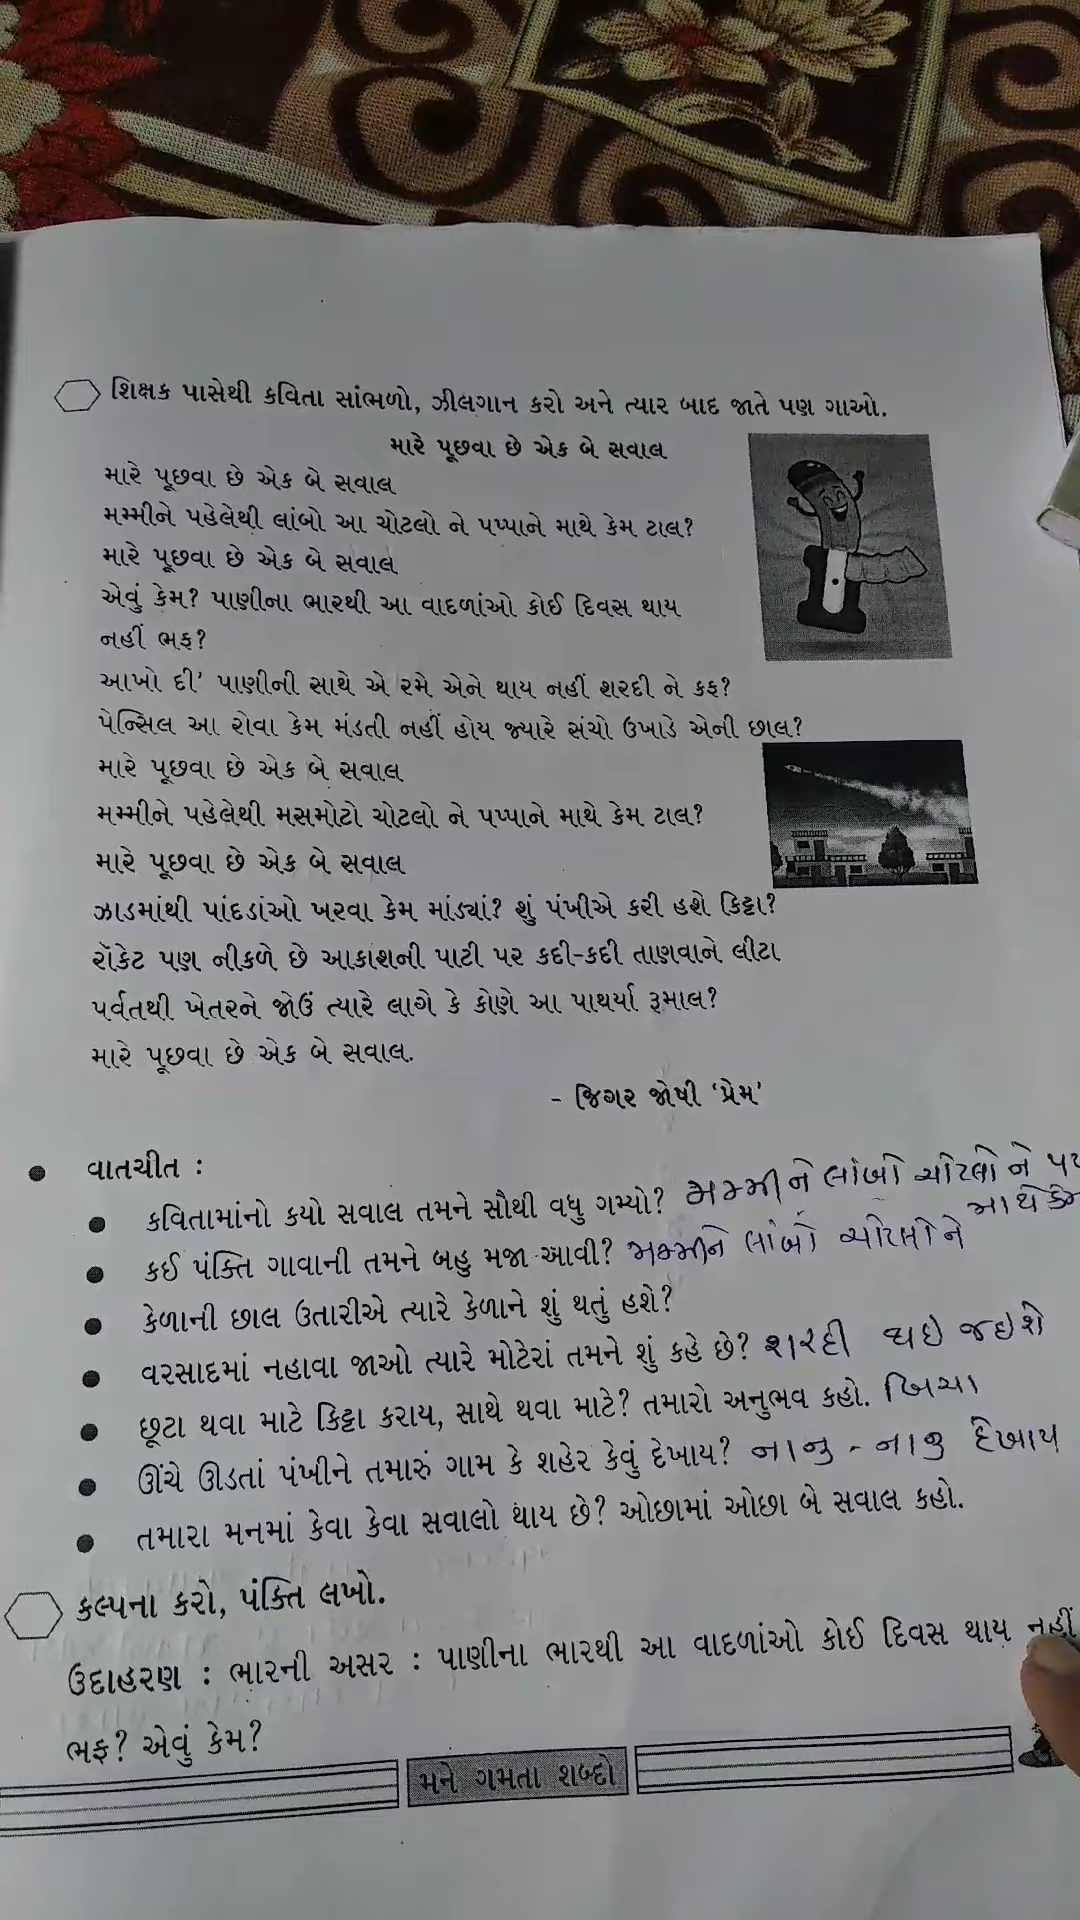 શિક્ષક પાસેથી કવિતા સાંભળો, ઝીલગાન કરો અને ત્યાર બાદ જાતે પણ ગાઓ.
મારે પૂછવા છે એક બે સવાલ
મારે પૂછવા છે એક બે સવાલ
મમ્મીને પહેલેથી લાંબો આ ચોટલો ને પપ્પાને માથે કેમ ટાલ?
મારે પૂછવા છે એક બે સવાલ
એવું કેમ? પાણીના ભારથી આ વાદળાંઓ કોઈ દિવસ થાય
નહીં ભફ?
આખો દી' પાણીની સાથે એ રમે એને થાય નહીં શરદી ને કફ?
પેન્સિલ આ રોવા કેમ મંડતી નહીં હોય જ્યારે સંચો ઉખાડે એની છાલ?
મારે પૂછવા છે એક બે સવાલ
મમ્મીને પહેલેથી મસમોટો ચોટલો ને પપ્પાને માથે કેમ ટાલ?
મારે પૂછવા છે એક બે સવાલ
ઝાડમાંથી પાંદડાંઓ ખરવા કેમ માંડ્યાં? શું પંખીએ કરી હશે કિટ્ટા?
રૉકેટ પણ નીકળે છે આકાશની પાટી પર કદી-કદી તાણવાને લીટા
પર્વતથી ખેતરને જોઉં ત્યારે લાગે કે કોણે આ પાથર્યા રૂમાલ?
મારે પૂછવા છે એક બે સવાલ.
- જિગર જોષી 'પ્રેમ'
વાતચીત :
કવિતામાંનો કયો સવાલ તમને સૌથી વધુ ગમ્યો? મમ્મીને લાંબો ચોટલો ને
માથે કેમ
કઈ પંક્તિ ગાવાની તમને બહુ મજા આવી? મમ્મીને લાંબો ચોટલો ને
કેળાની છાલ ઉતારીએ ત્યારે કેળાને શું થતું હશે?
વરસાદમાં નહાવા જાઓ ત્યારે મોટેરાં તમને શું કહે છે? શરદી થઇ જઇશે
છૂટા થવા માટે કિટ્ટા કરાય, સાથે થવા માટે? તમારો અનુભવ કહો. બિચા
ઊંચે ઊડતાં પંખીને તમારું ગામ કે શહેર કેવું દેખાય? નાનુ - નાનુ દેખાય
તમારા મનમાં કેવા કેવા સવાલો થાય છે? ઓછામાં ઓછા બે સવાલ કહો.
કલ્પના કરો, પંક્તિ લખો.
ઉદાહરણ : ભારની અસર : પાણીના ભારથી આ વાદળાંઓ કોઈ દિવસ થાય નહીં
ભફ? એવું કેમ?
મને ગમતા શબ્દો